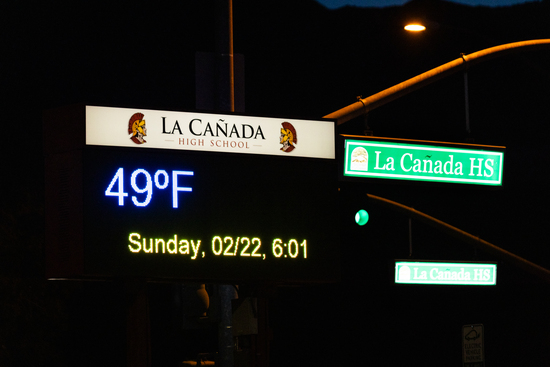 LA CAÑADA
HIGH SCHOOL
49ºF
Sunday, 02/22, 6:01
La Cañada HS
La Cañada HS